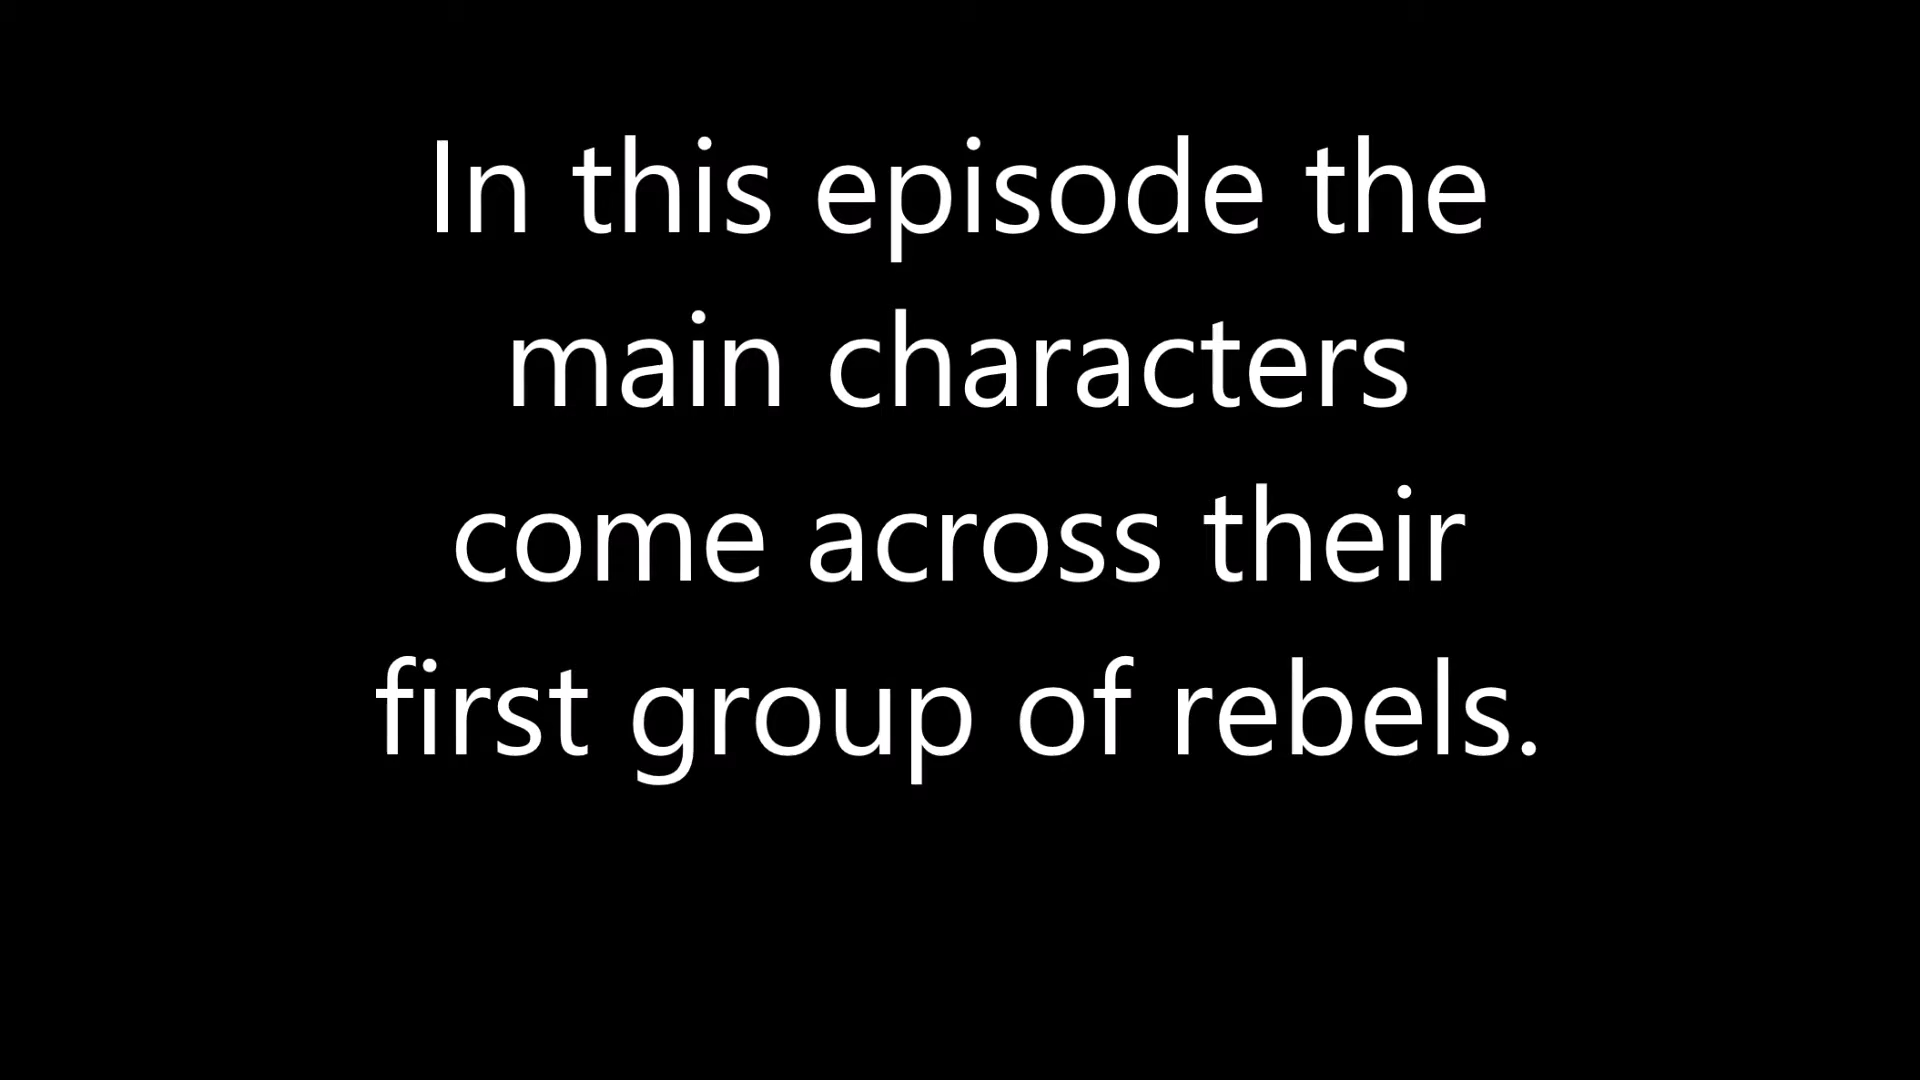 In this episode the
main characters
come across their
first group of rebels.